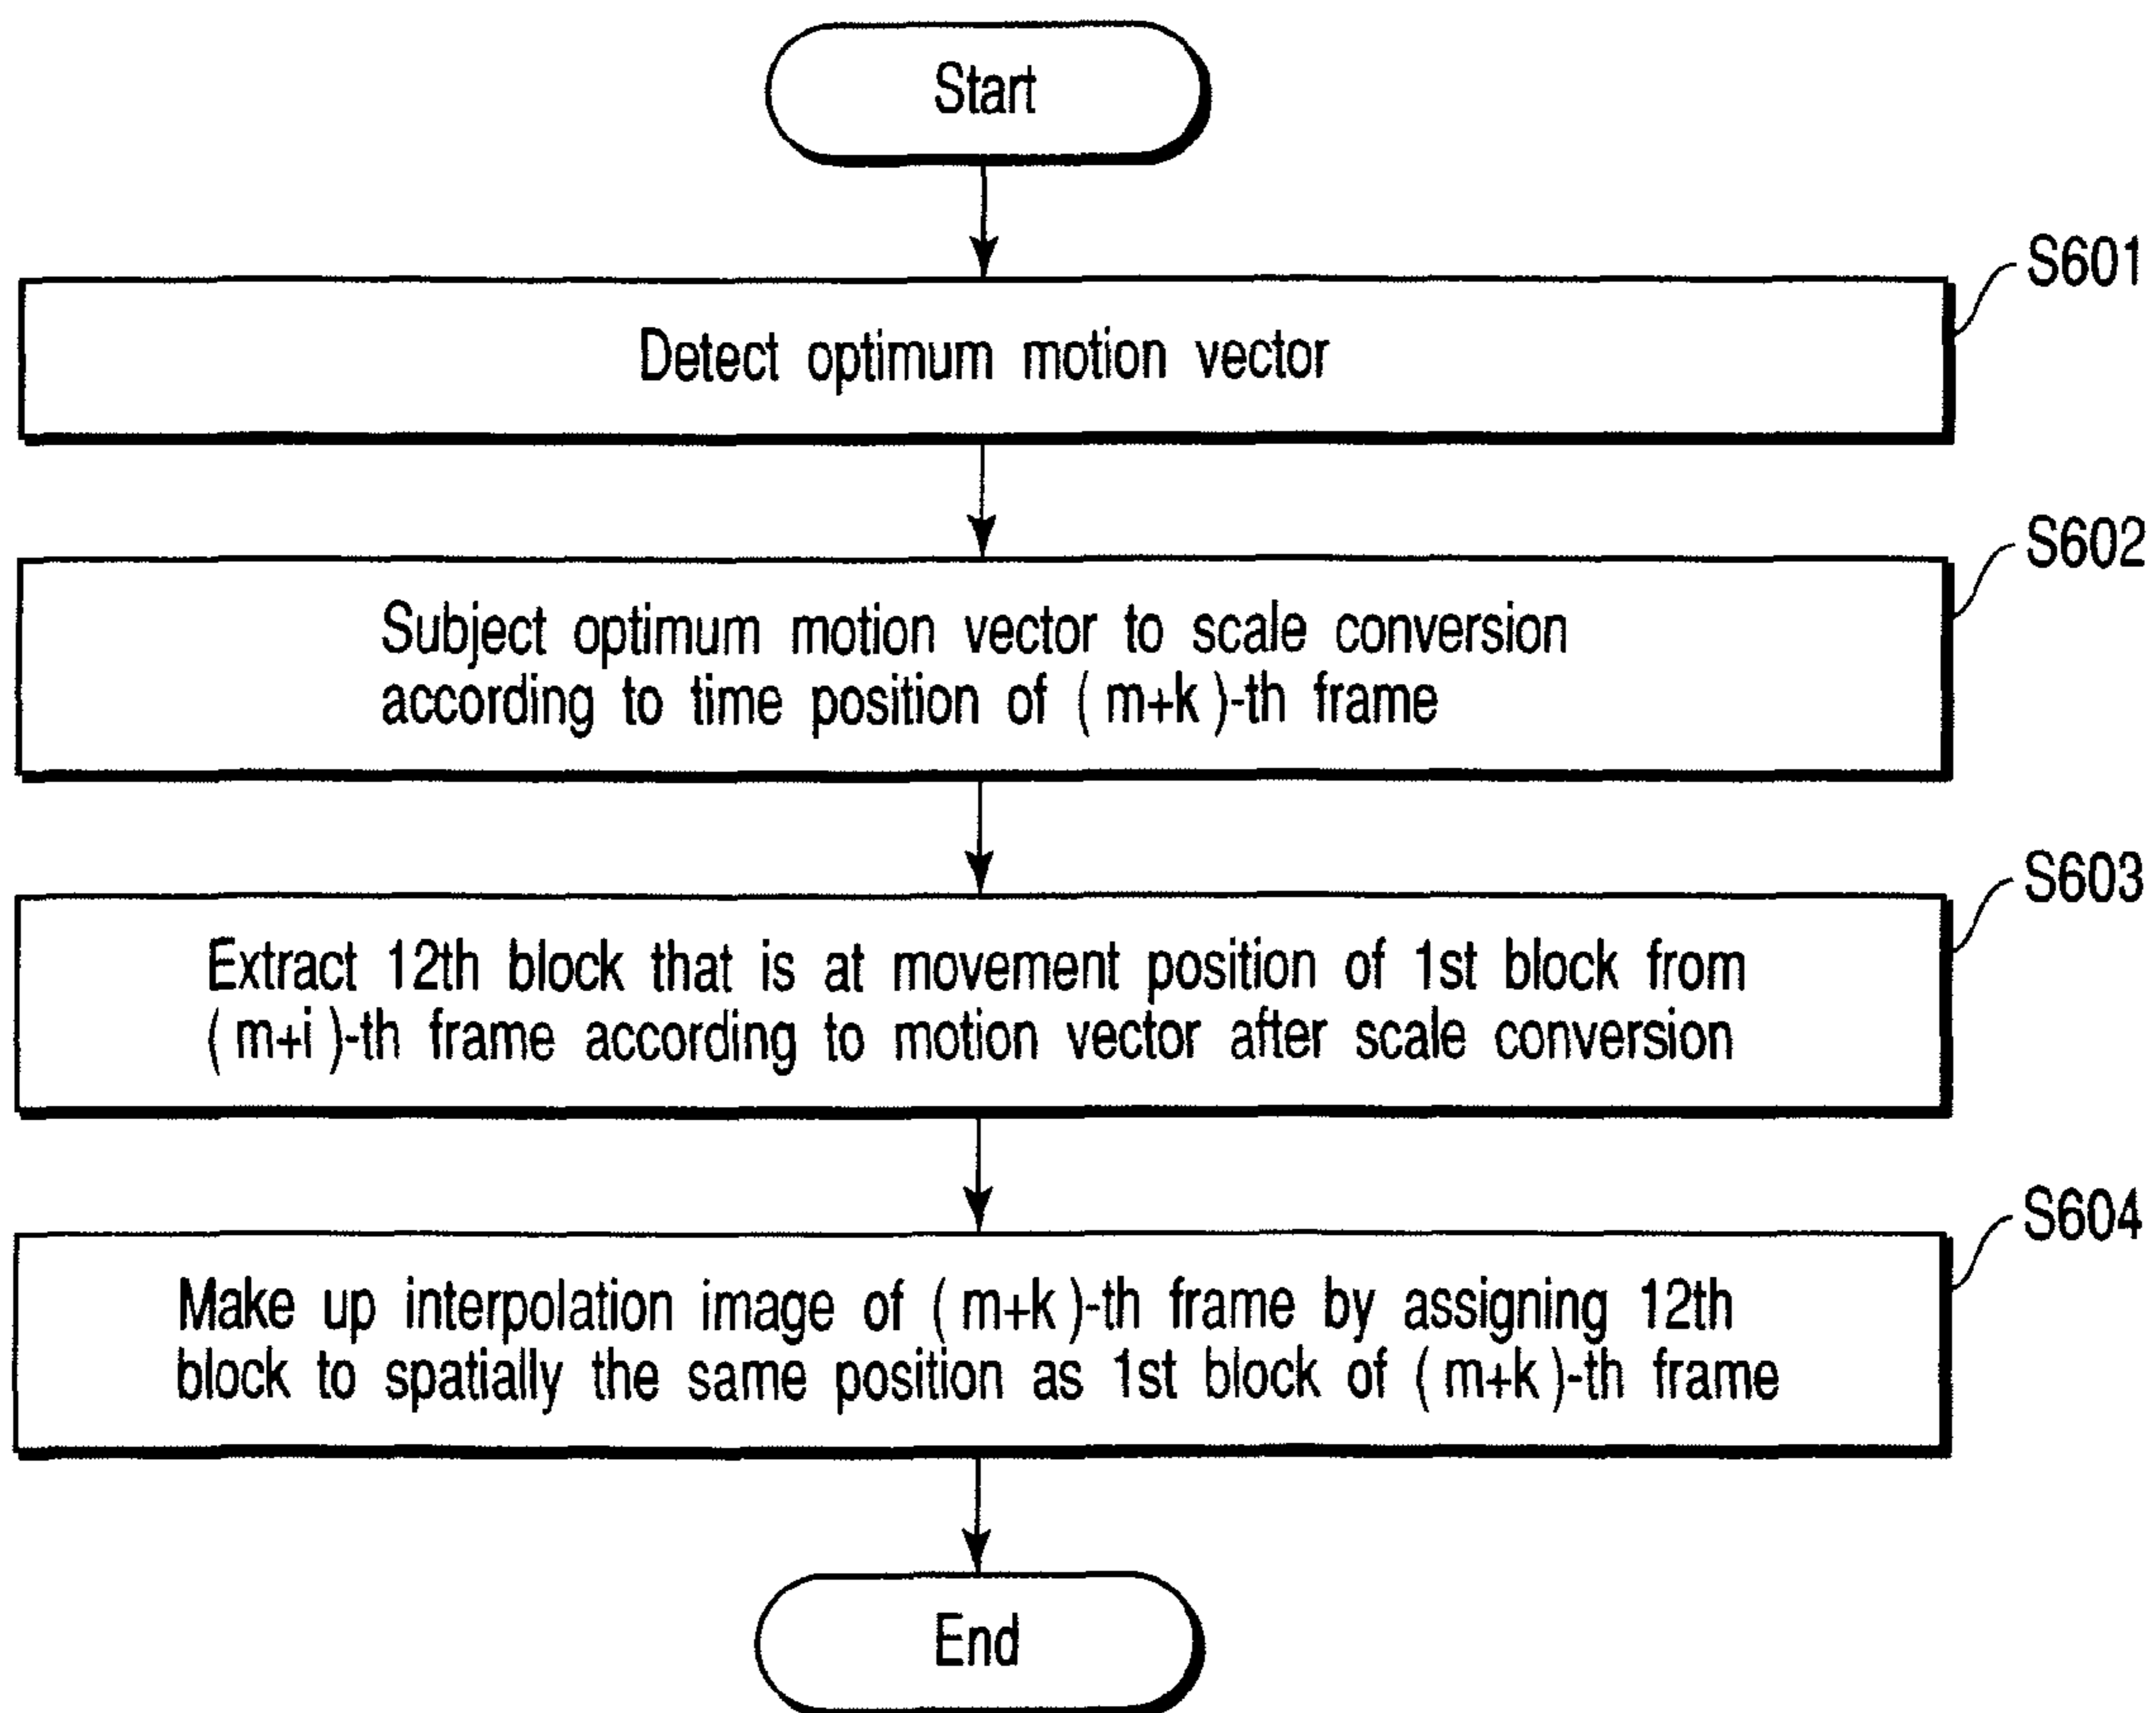 Start
S601
Detect optimum motion vector
S602
Subject optimum motion vector to scale conversion
according to time position of (m+k)-th frame
S603
Extract 12th block that is at movement position of 1st block from
(m+i)-th frame according to motion vector after scale conversion
S604
Make up interpolation image of (m+k)-th frame by assigning 12th
block to spatially the same position as 1st block of (m+k)-th frame
End